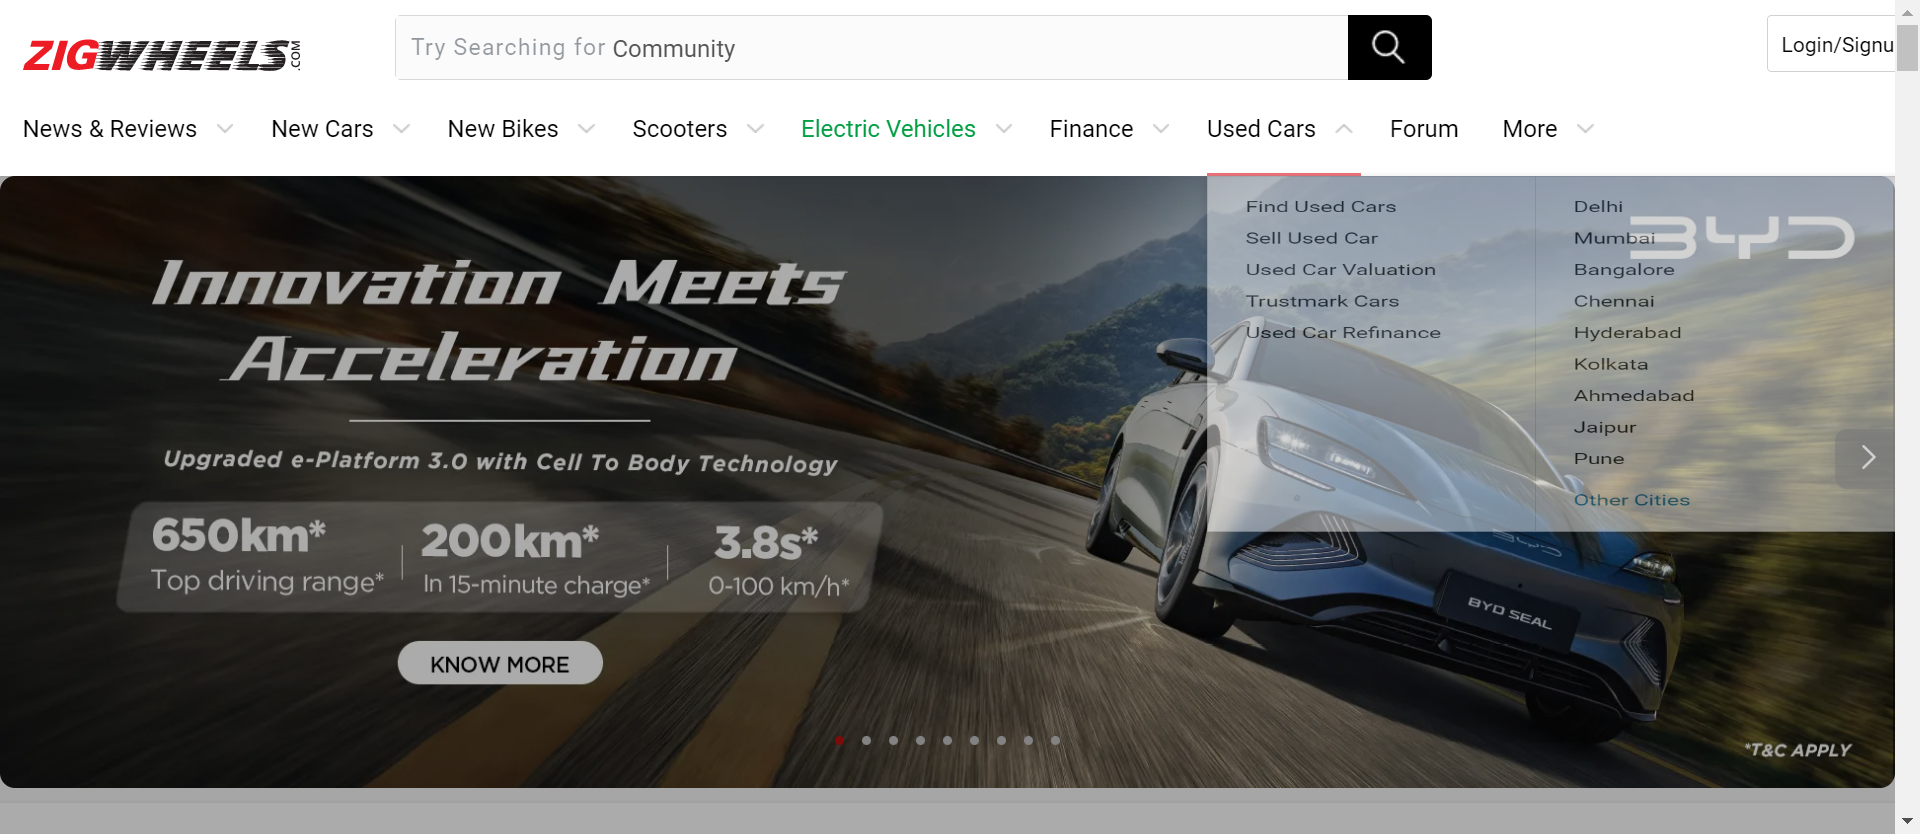 ZIGWHEELS.COM
Try Searching for Community
Login/Signu
News & Reviews
New Cars
New Bikes
Scooters
Electric Vehicles
Finance
Used Cars
Forum
More
Find Used Cars
Sell Used Car
Used Car Valuation
Trustmark Cars
Used Car Refinance
Delhi
Mumbai
Bangalore
Chennai
Hyderabad
Kolkata
Ahmedabad
Jaipur
Pune
Other Cities
BYD
Innovation Meets
Acceleration
Upgraded e-Platform 3.0 with Cell To Body Technology
650km*
Top driving range*
200km*
In 15-minute charge*
3.8s*
0-100 km/h*
KNOW MORE
BYD
BYD SEAL
*T&C APPLY